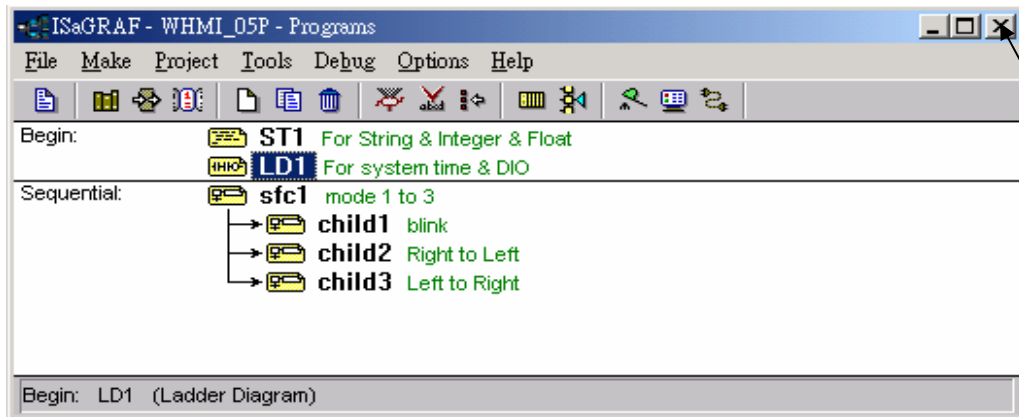 ISaGRAF - WHMI_05P - Programs
File Make Project Tools Debug Options Help
Begin: ST1 For String & Integer & Float
LD1 For system time & DIO
Sequential: sfc1 mode 1 to 3
child1 blink
child2 Right to Left
child3 Left to Right
Begin: LD1 (Ladder Diagram)